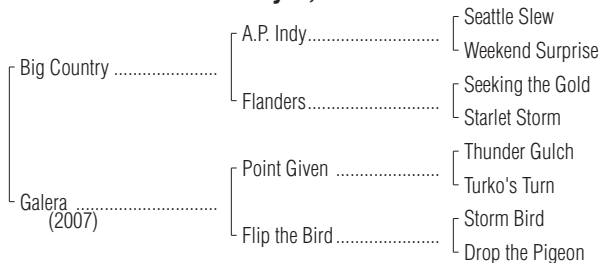 Seattle Slew
A.P. Indy........................................
Weekend Surprise
Big Country ........................
Seeking the Gold
Flanders........................................
Starlet Storm
Thunder Gulch
Point Given ...............................
Turko's Turn
Galera .................................
(2007)
Storm Bird
Flip the Bird...............................
Drop the Pigeon